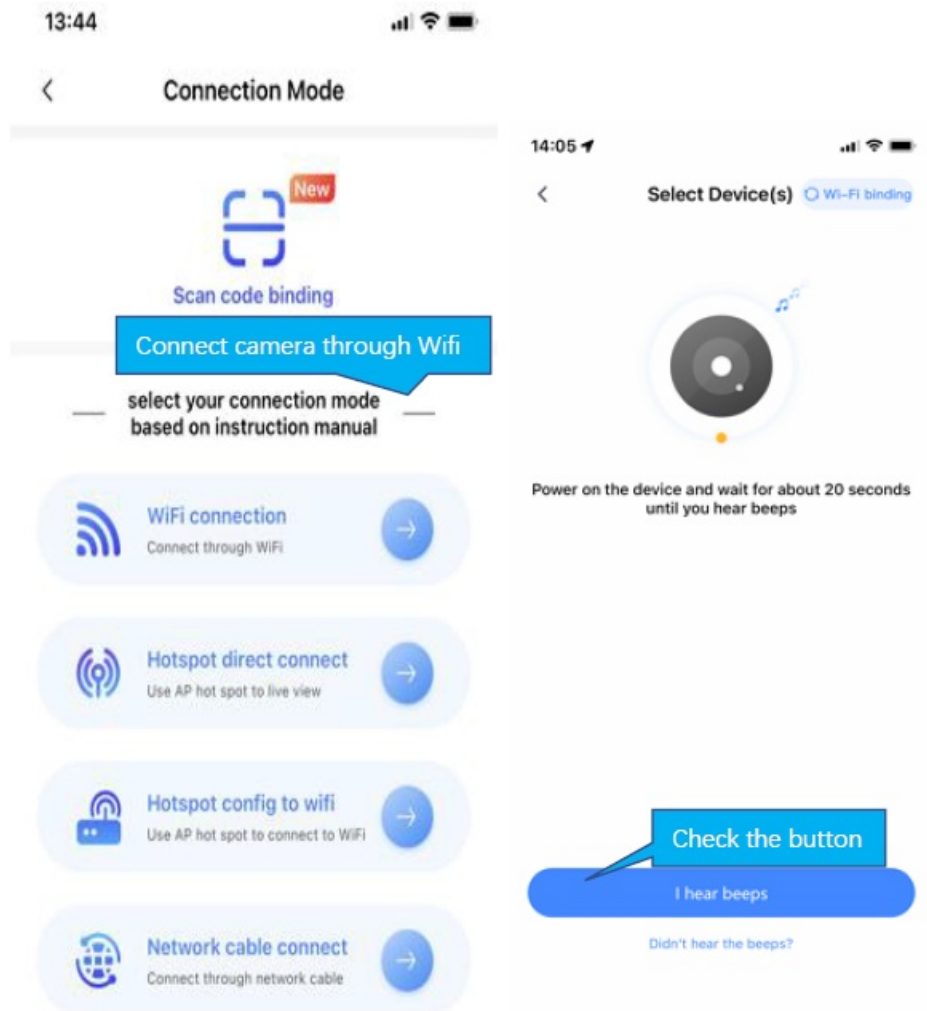 13:44
Connection Mode
New
Scan code binding
Connect camera through Wifi
select your connection mode
based on instruction manual
WiFi connection
Connect through WiFi
Hotspot direct connect
Use AP hot spot to live view
Hotspot config to wifi
Use AP hot spot to connect to WiFi
Network cable connect
Connect through network cable
14:05
Select Device(s)
Wi-Fi binding
Power on the device and wait for about 20 seconds
until you hear beeps
Check the button
I hear beeps
Didn't hear the beeps?